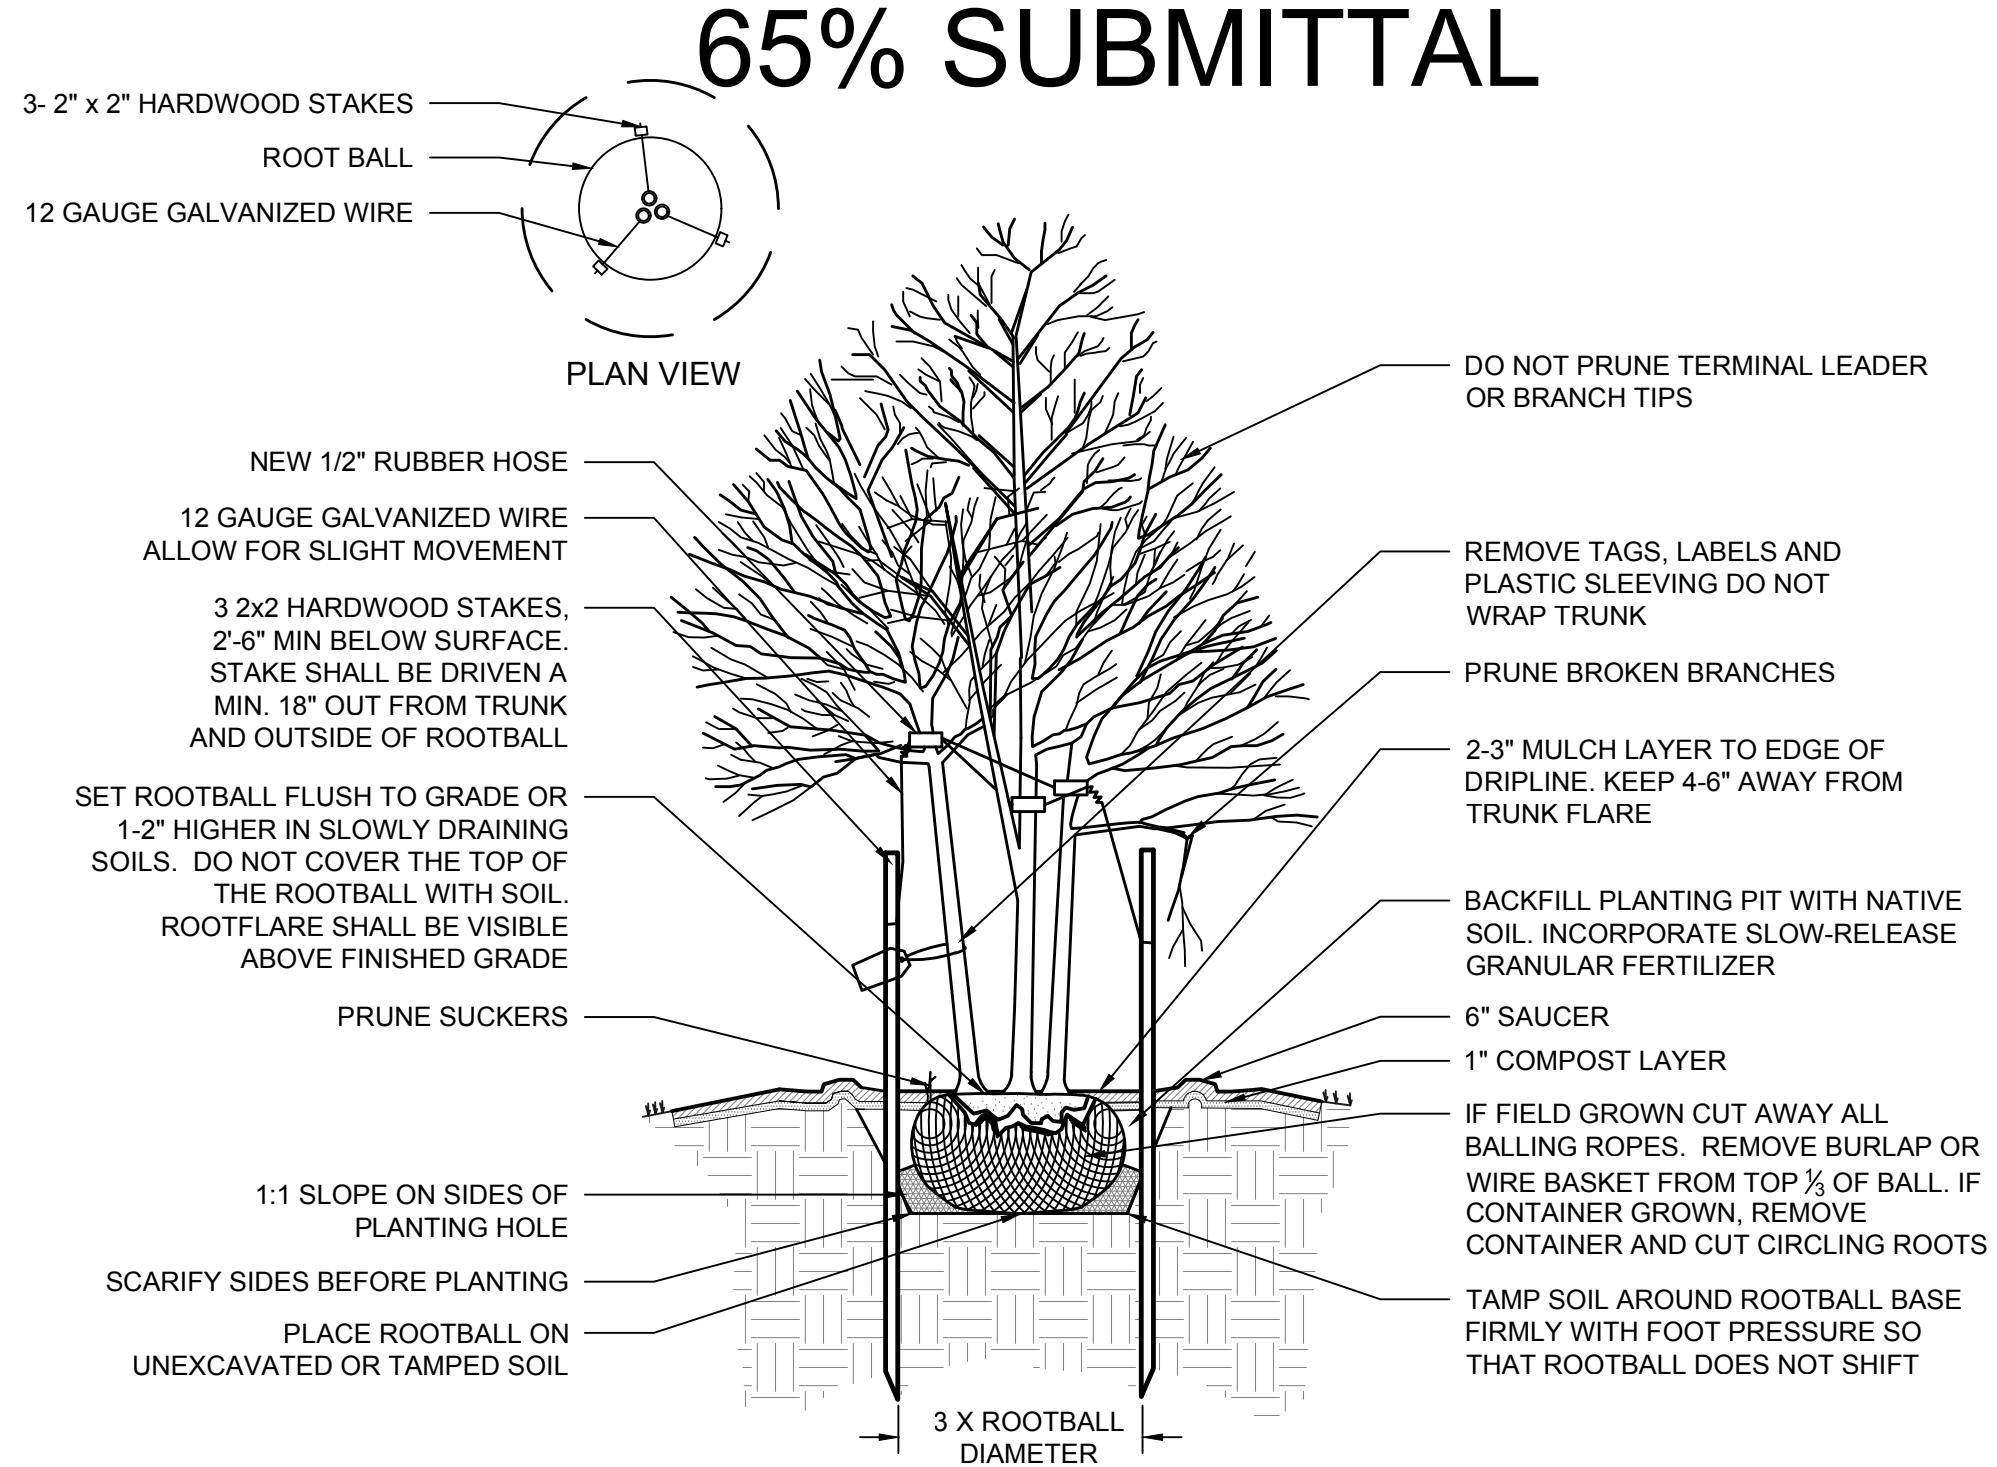 65% SUBMITTAL
3- 2" x 2" HARDWOOD STAKES
ROOT BALL
12 GAUGE GALVANIZED WIRE
PLAN VIEW
NEW 1/2" RUBBER HOSE
12 GAUGE GALVANIZED WIRE
ALLOW FOR SLIGHT MOVEMENT
3 2x2 HARDWOOD STAKES,
2'-6" MIN BELOW SURFACE.
STAKE SHALL BE DRIVEN A
MIN. 18" OUT FROM TRUNK
AND OUTSIDE OF ROOTBALL
SET ROOTBALL FLUSH TO GRADE OR
1-2" HIGHER IN SLOWLY DRAINING
SOILS. DO NOT COVER THE TOP OF
THE ROOTBALL WITH SOIL.
ROOTFLARE SHALL BE VISIBLE
ABOVE FINISHED GRADE
PRUNE SUCKERS
1:1 SLOPE ON SIDES OF
PLANTING HOLE
SCARIFY SIDES BEFORE PLANTING
PLACE ROOTBALL ON
UNEXCAVATED OR TAMPED SOIL
DO NOT PRUNE TERMINAL LEADER
OR BRANCH TIPS
REMOVE TAGS, LABELS AND
PLASTIC SLEEVING DO NOT
WRAP TRUNK
PRUNE BROKEN BRANCHES
2-3" MULCH LAYER TO EDGE OF
DRIPLINE. KEEP 4-6" AWAY FROM
TRUNK FLARE
BACKFILL PLANTING PIT WITH NATIVE
SOIL. INCORPORATE SLOW-RELEASE
GRANULAR FERTILIZER
6" SAUCER
1" COMPOST LAYER
IF FIELD GROWN CUT AWAY ALL
BALLING ROPES. REMOVE BURLAP OR
WIRE BASKET FROM TOP ⅓ OF BALL. IF
CONTAINER GROWN, REMOVE
CONTAINER AND CUT CIRCLING ROOTS
TAMP SOIL AROUND ROOTBALL BASE
FIRMLY WITH FOOT PRESSURE SO
THAT ROOTBALL DOES NOT SHIFT
3 X ROOTBALL
DIAMETER